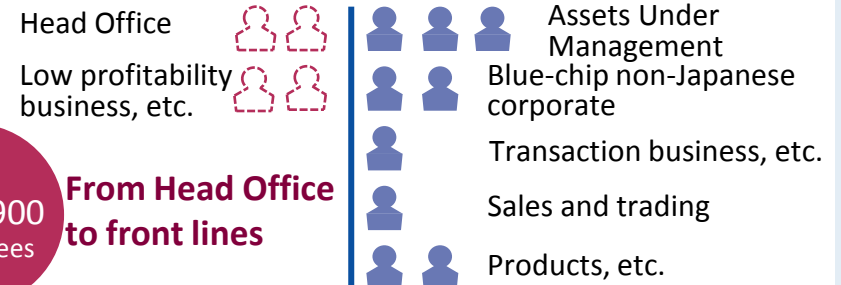 Head Office
Low profitability
business, etc.
From Head Office
to front lines
Assets Under
Management
Blue-chip non-Japanese
corporate
Transaction business, etc.
Sales and trading
Products, etc.